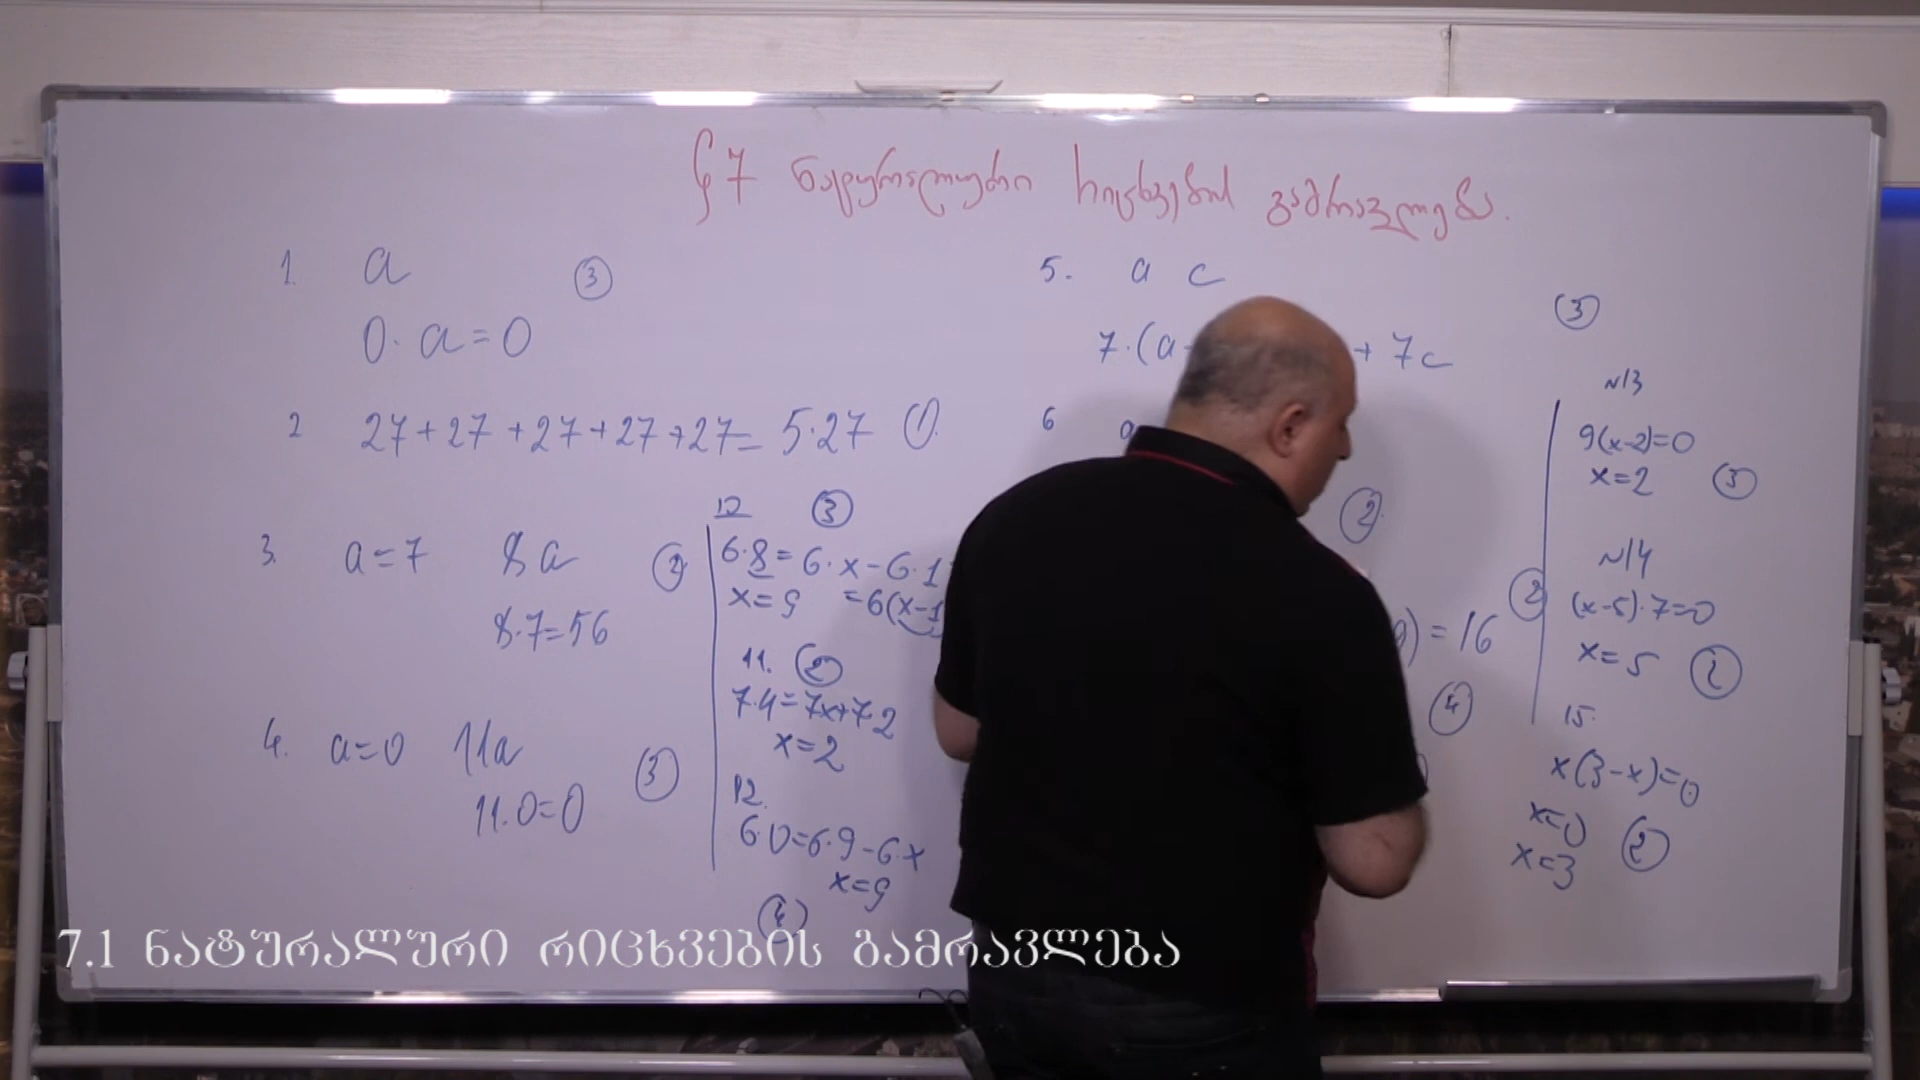 §7 ნატურალური რიცხვების გამრავლება.
1. a ③
0·a=0
2 27+27+27+27+27=5·27 ①
3. a=7 8a ②
8·7=56
4. a=0 11a ③
11·0=0
10 ③
6·8=6·x-6·1
x=9 =6(x-1
11. ②
7·4=7x+7·2
x=2
12.
6·0=6·9-6·x
x=9
④
5. a c ③
7·(a + 7c
6 a
②
②
) = 16
④
№13
9(x-2)=0
x=2 ③
№14
(x-5)·7=0
x=5
15.
x(3-x)=0
x=0
x=3 ②
7.1 ნატურალური რიცხვების გამრავლება